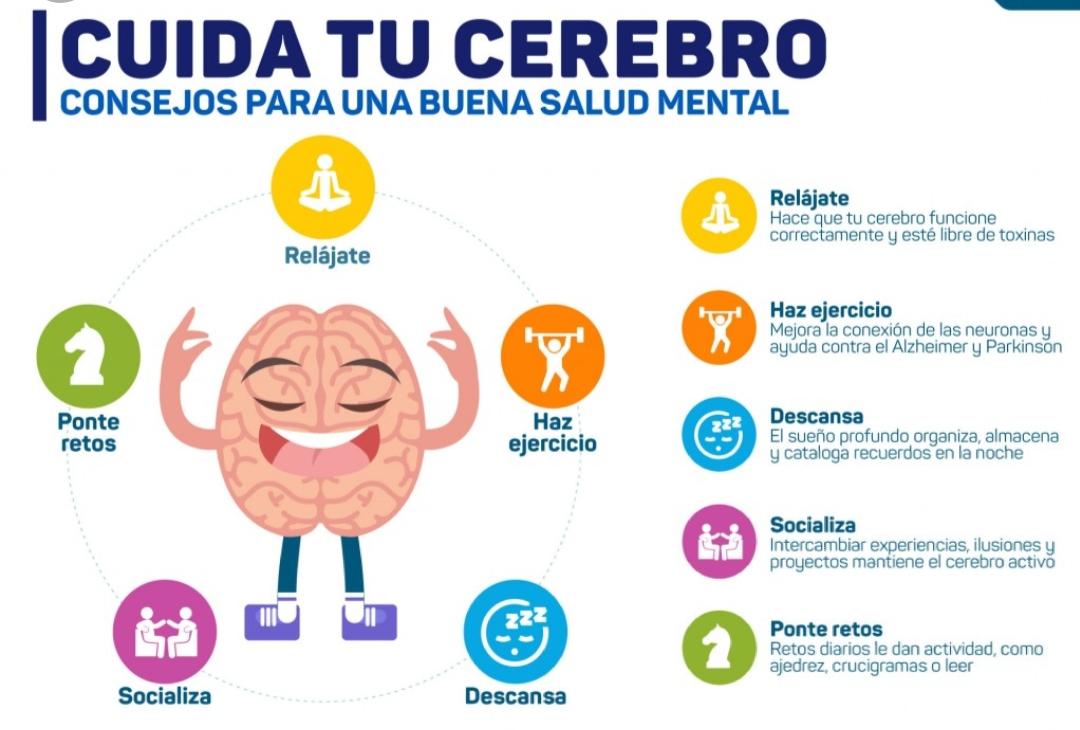 CUIDA TU CEREBRO
CONSEJOS PARA UNA BUENA SALUD MENTAL
Relájate
Ponte
retos
Haz
ejercicio
Socializa
Descansa
zzz
Relájate
Hace que tu cerebro funcione
correctamente y esté libre de toxinas
Haz ejercicio
Mejora la conexión de las neuronas y
ayuda contra el Alzheimer y Parkinson
zzz
Descansa
El sueño profundo organiza, almacena
y cataloga recuerdos en la noche
Socializa
Intercambiar experiencias, ilusiones y
proyectos mantiene el cerebro activo
Ponte retos
Retos diarios le dan actividad, como
ajedrez, crucigramas o leer